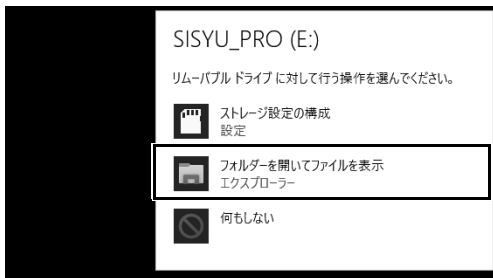 SISYU_PRO (E:)
リムーバブル ドライブ に対して行う操作を選んでください。
ストレージ設定の構成
設定
フォルダーを開いてファイルを表示
エクスプローラー
何もしない